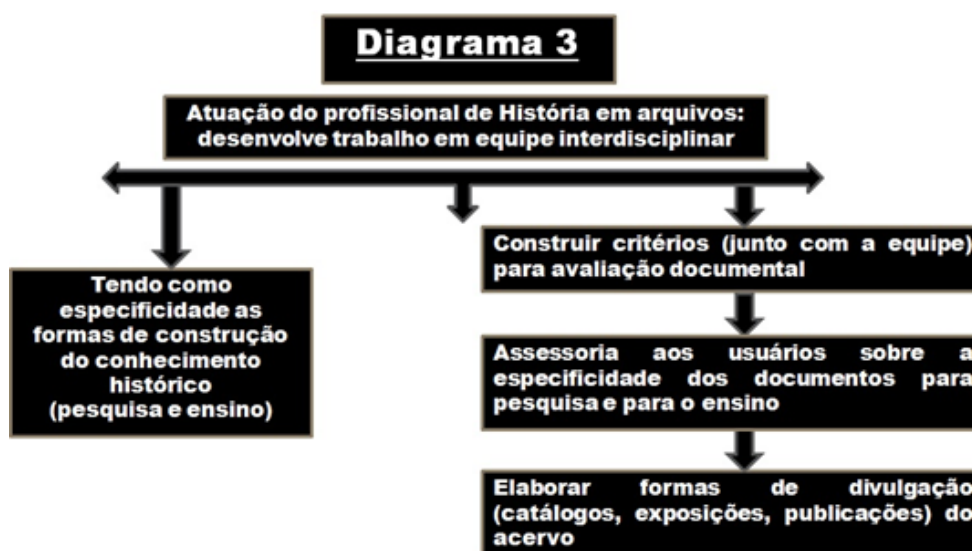 Diagrama 3
Atuação do profissional de História em arquivos:
desenvolve trabalho em equipe interdisciplinar
Tendo como
especificidade as
formas de construção
do conhecimento
histórico
(pesquisa e ensino)
Construir critérios (junto com a equipe)
para avaliação documental
Assessoria aos usuários sobre a
especificidade dos documentos para
pesquisa e para o ensino
Elaborar formas de divulgação
(catálogos, exposições, publicações) do
acervo